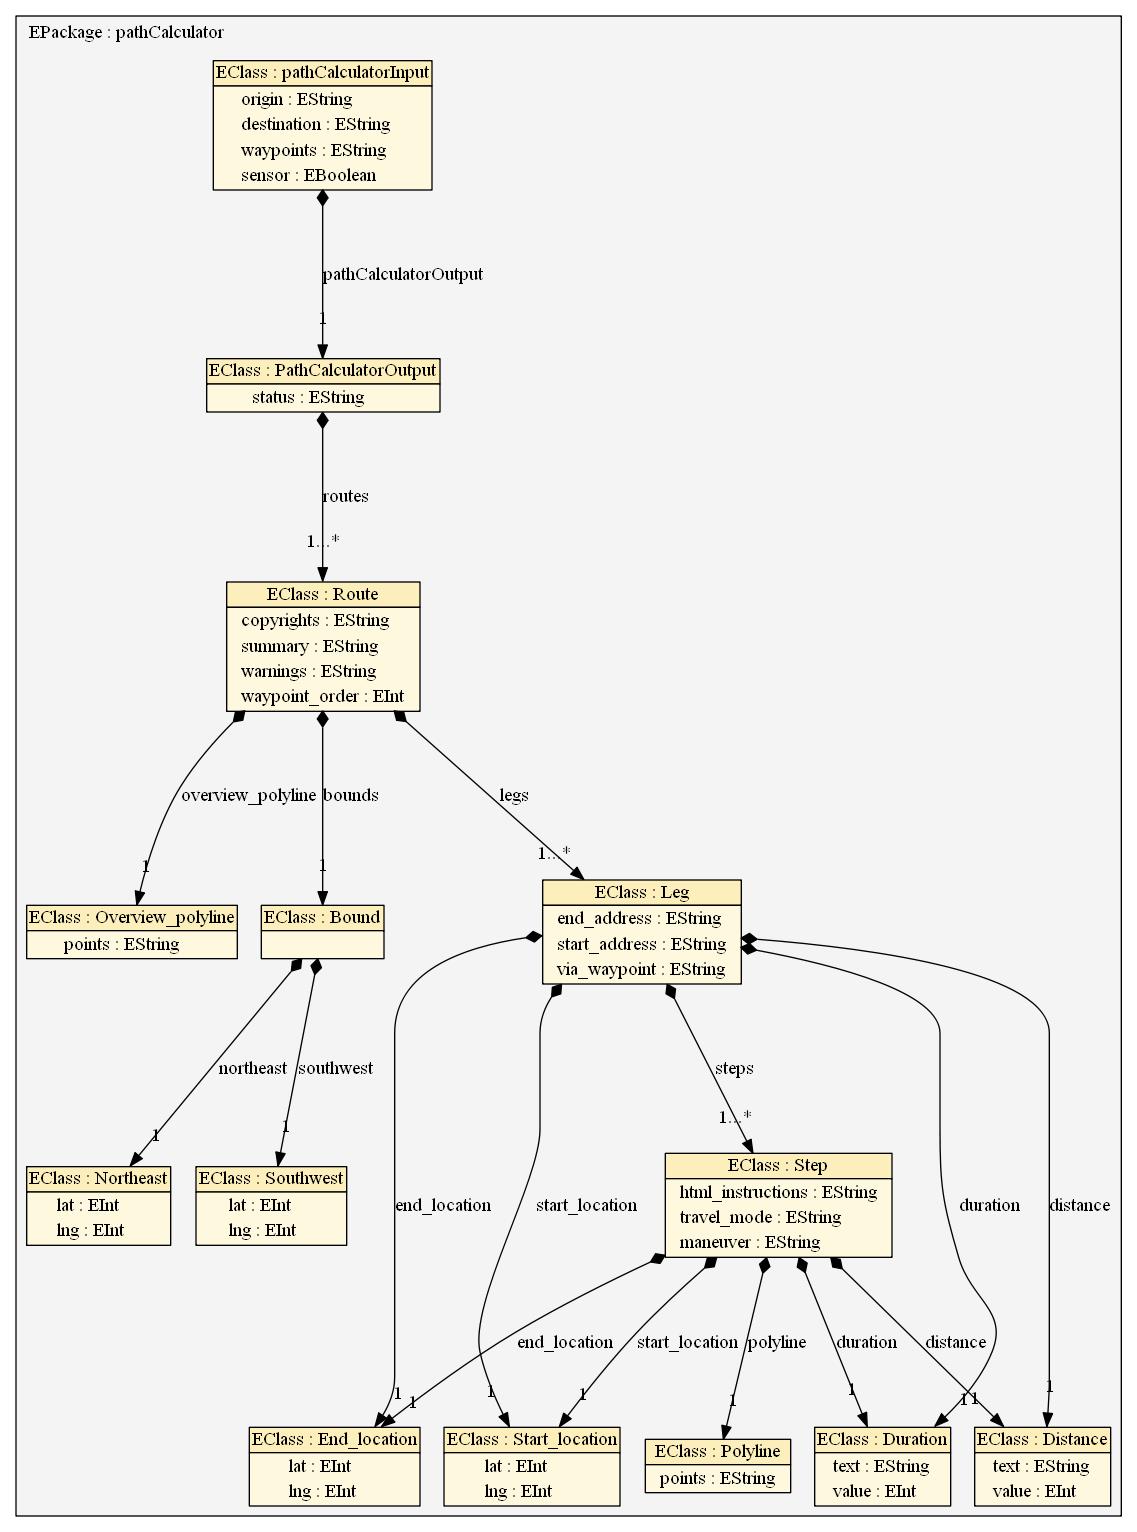 EPackage : pathCalculator
EClass : pathCalculatorInput
origin : EString
destination : EString
waypoints : EString
sensor : EBoolean
pathCalculatorOutput
1
EClass : PathCalculatorOutput
status : EString
routes
1...*
EClass : Route
copyrights : EString
summary : EString
warnings : EString
waypoint_order : EInt
overview_polyline
bounds
legs
1
1
1...*
EClass : Overview_polyline
points : EString
EClass : Bound
EClass : Leg
end_address : EString
start_address : EString
via_waypoint : EString
northeast
southwest
steps
1
1
1...*
EClass : Northeast
lat : EInt
lng : EInt
EClass : Southwest
lat : EInt
lng : EInt
EClass : Step
html_instructions : EString
travel_mode : EString
maneuver : EString
end_location
start_location
duration
distance
end_location
start_location
polyline
duration
distance
1
1
1
1
1
1
1
1
1
EClass : End_location
lat : EInt
lng : EInt
EClass : Start_location
lat : EInt
lng : EInt
EClass : Polyline
points : EString
EClass : Duration
text : EString
value : EInt
EClass : Distance
text : EString
value : EInt